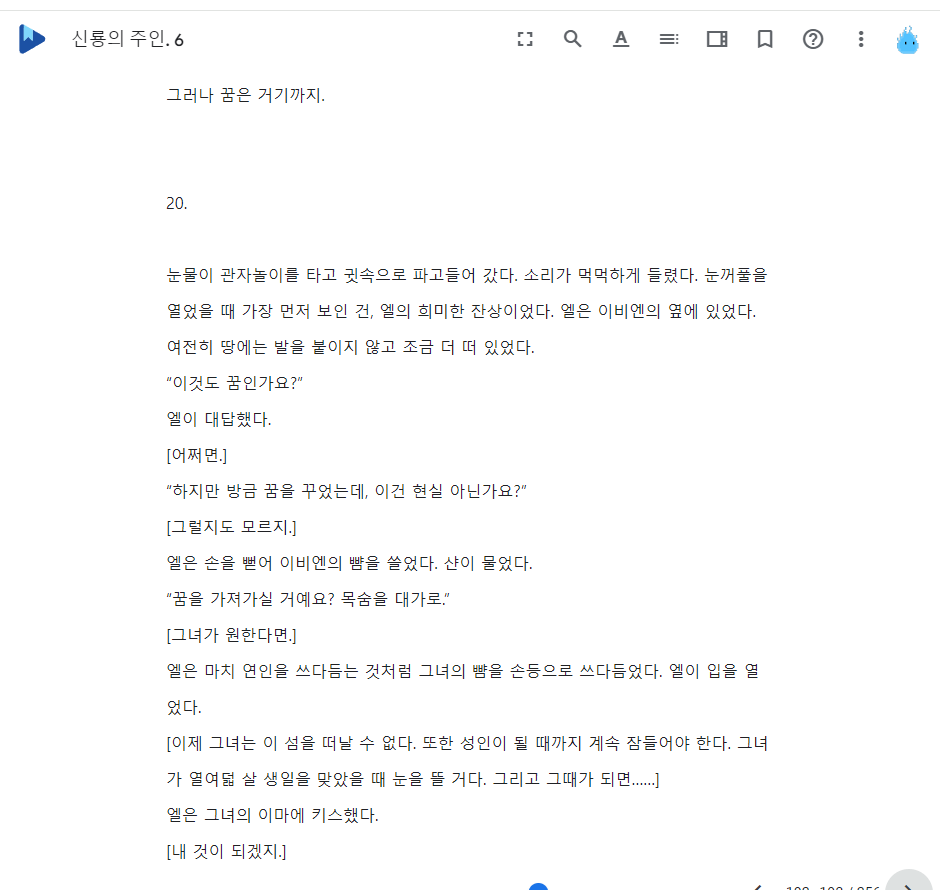 신룡의 주인. 6
그러나 꿈은 거기까지.
20.
눈물이 관자놀이를 타고 귓속으로 파고들어 갔다. 소리가 먹먹하게 들렸다. 눈꺼풀을
열었을 때 가장 먼저 보인 건, 엘의 희미한 잔상이었다. 엘은 이비엔의 옆에 있었다.
여전히 땅에는 발을 붙이지 않고 조금 더 떠 있었다.
“이것도 꿈인가요?”
엘이 대답했다.
[어쩌면.]
“하지만 방금 꿈을 꾸었는데, 이건 현실 아닌가요?”
[그럴지도 모르지.]
엘은 손을 뻗어 이비엔의 뺨을 쓸었다. 샨이 물었다.
“꿈을 가져가실 거예요? 목숨을 대가로.”
[그녀가 원한다면.]
엘은 마치 연인을 쓰다듬는 것처럼 그녀의 뺨을 손등으로 쓰다듬었다. 엘이 입을 열
었다.
[이제 그녀는 이 섬을 떠날 수 없다. 또한 성인이 될 때까지 계속 잠들어야 한다. 그녀
가 열여덟 살 생일을 맞았을 때 눈을 뜰 거다. 그리고 그때가 되면……]
엘은 그녀의 이마에 키스했다.
[내 것이 되겠지.]